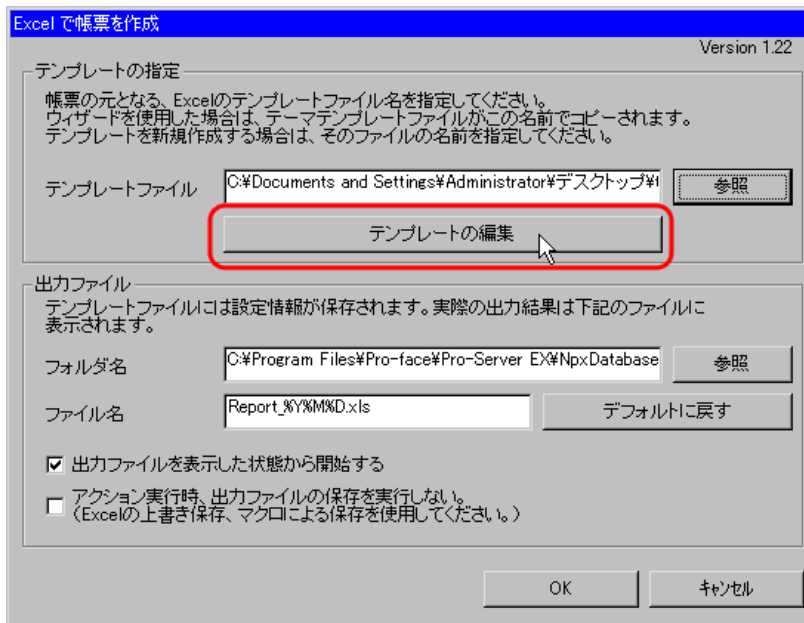 Excel で帳票を作成
Version 1.22
テンプレートの指定
帳票の元となる、Excelのテンプレートファイル名を指定してください。
ウィザードを使用した場合は、テーマテンプレートファイルがこの名前でコピーされます。
テンプレートを新規作成する場合は、そのファイルの名前を指定してください。
テンプレートファイル
C:¥Documents and Settings¥Administrator¥デスクトップ¥t
参照
テンプレートの編集
出力ファイル
テンプレートファイルには設定情報が保存されます。実際の出力結果は下記のファイルに
表示されます。
フォルダ名
C:¥Program Files¥Pro-face¥Pro-Server EX¥NpxDatabase
参照
ファイル名
Report_%Y%M%D.xls
デフォルトに戻す
出力ファイルを表示した状態から開始する
アクション実行時、出力ファイルの保存を実行しない。
（Excelの上書き保存、マクロによる保存を使用してください。）
OK
キャンセル